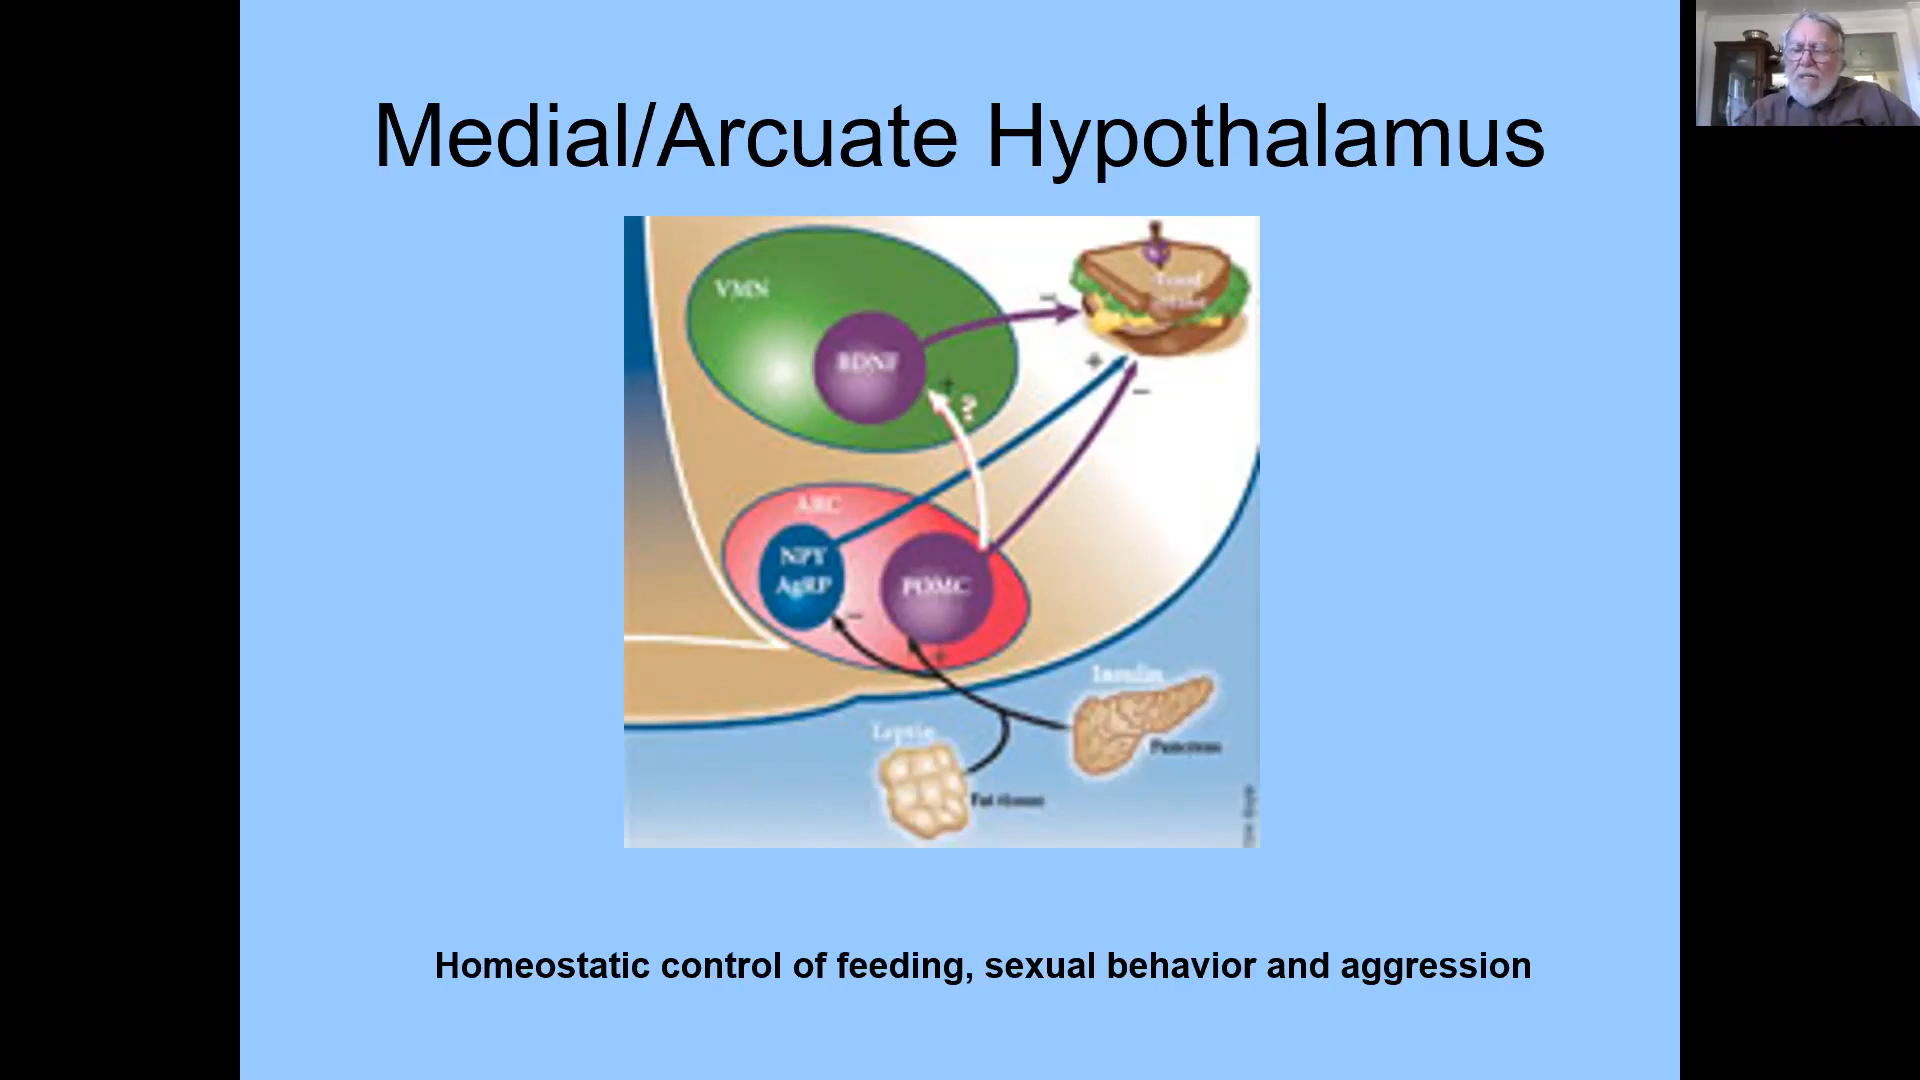 Medial/Arcuate Hypothalamus
VMN
Food
BDNF
-
+
+
?
-
ARC
NPY
AgRP
POMC
-
+
Insulin
Leptin
Pancreas
Fat tissue
Homeostatic control of feeding, sexual behavior and aggression